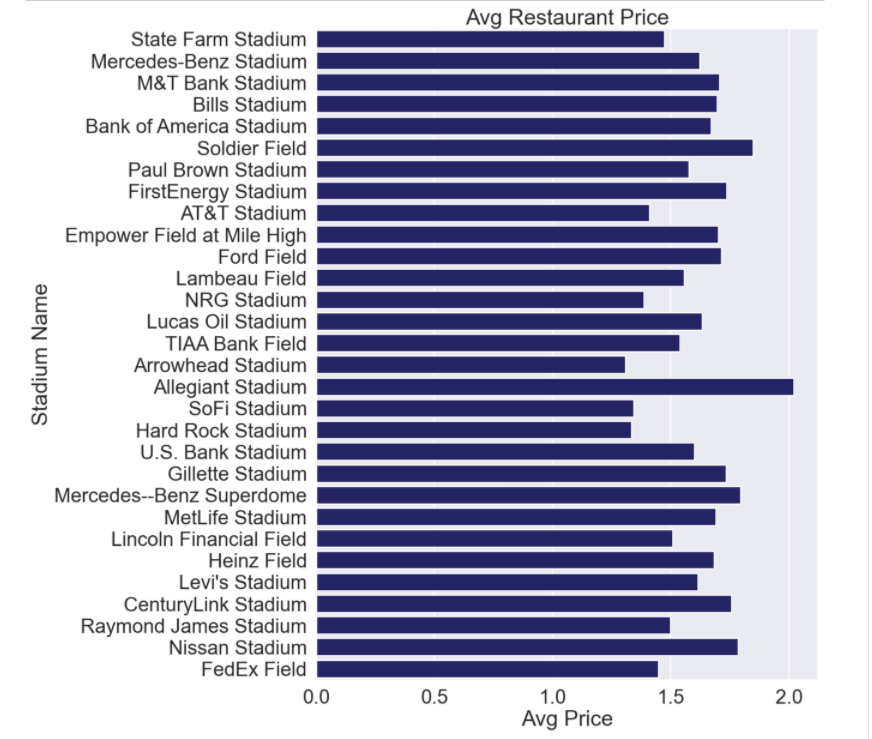 Avg Restaurant Price
State Farm Stadium
Mercedes-Benz Stadium
M&T Bank Stadium
Bills Stadium
Bank of America Stadium
Soldier Field
Paul Brown Stadium
FirstEnergy Stadium
AT&T Stadium
Empower Field at Mile High
Ford Field
Lambeau Field
NRG Stadium
Lucas Oil Stadium
TIAA Bank Field
Arrowhead Stadium
Allegiant Stadium
SoFi Stadium
Hard Rock Stadium
U.S. Bank Stadium
Gillette Stadium
Mercedes--Benz Superdome
MetLife Stadium
Lincoln Financial Field
Heinz Field
Levi's Stadium
CenturyLink Stadium
Raymond James Stadium
Nissan Stadium
FedEx Field
Stadium Name
0.0 0.5 1.0 1.5 2.0
Avg Price